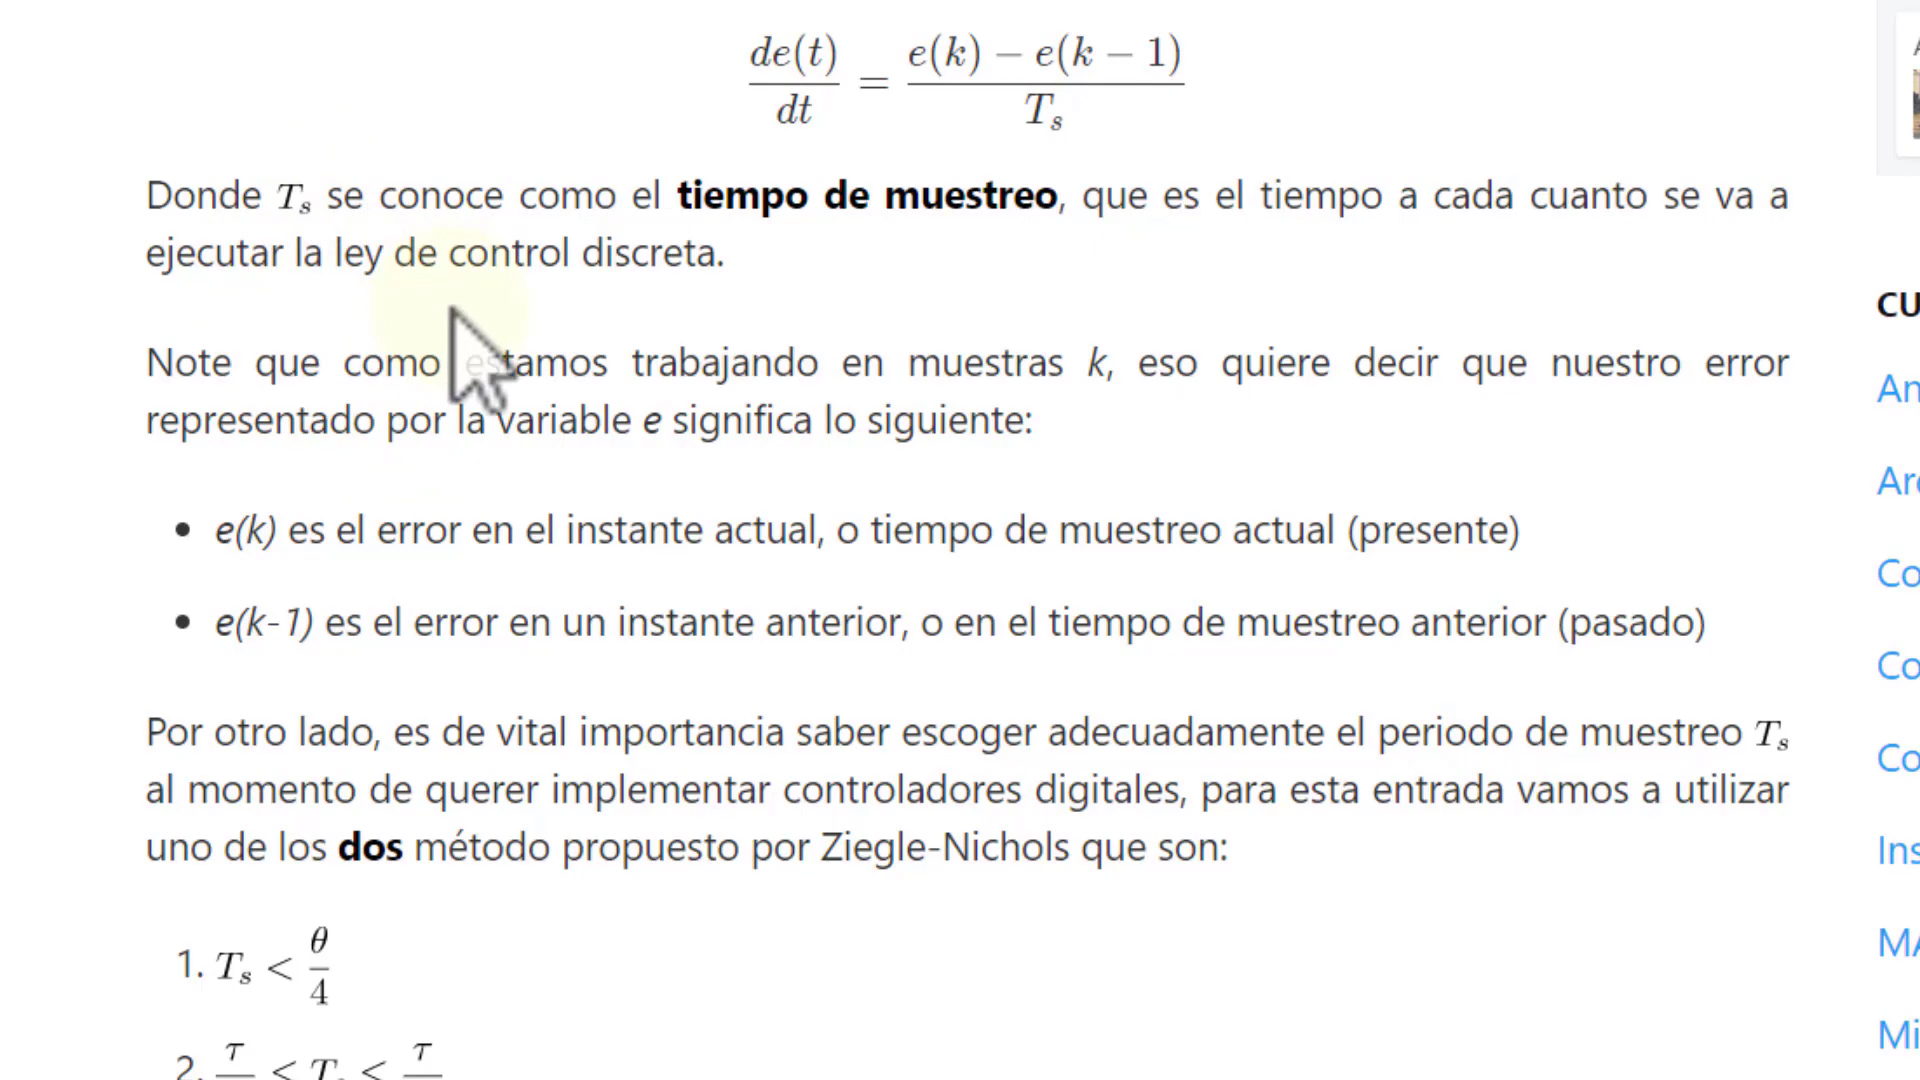 de(t)/dt = (e(k) − e(k − 1))/T_s
Donde T_s se conoce como el tiempo de muestreo, que es el tiempo a cada cuanto se va a
ejecutar la ley de control discreta.
CU
Note que como estamos trabajando en muestras k, eso quiere decir que nuestro error
An
representado por la variable e significa lo siguiente:
Ar
• e(k) es el error en el instante actual, o tiempo de muestreo actual (presente)
Co
• e(k-1) es el error en un instante anterior, o en el tiempo de muestreo anterior (pasado)
Co
Por otro lado, es de vital importancia saber escoger adecuadamente el periodo de muestreo T_s
Co
al momento de querer implementar controladores digitales, para esta entrada vamos a utilizar
uno de los dos método propuesto por Ziegle-Nichols que son:
Ins
1. T_s < θ/4
MA
Mi
2. τ < T < τ